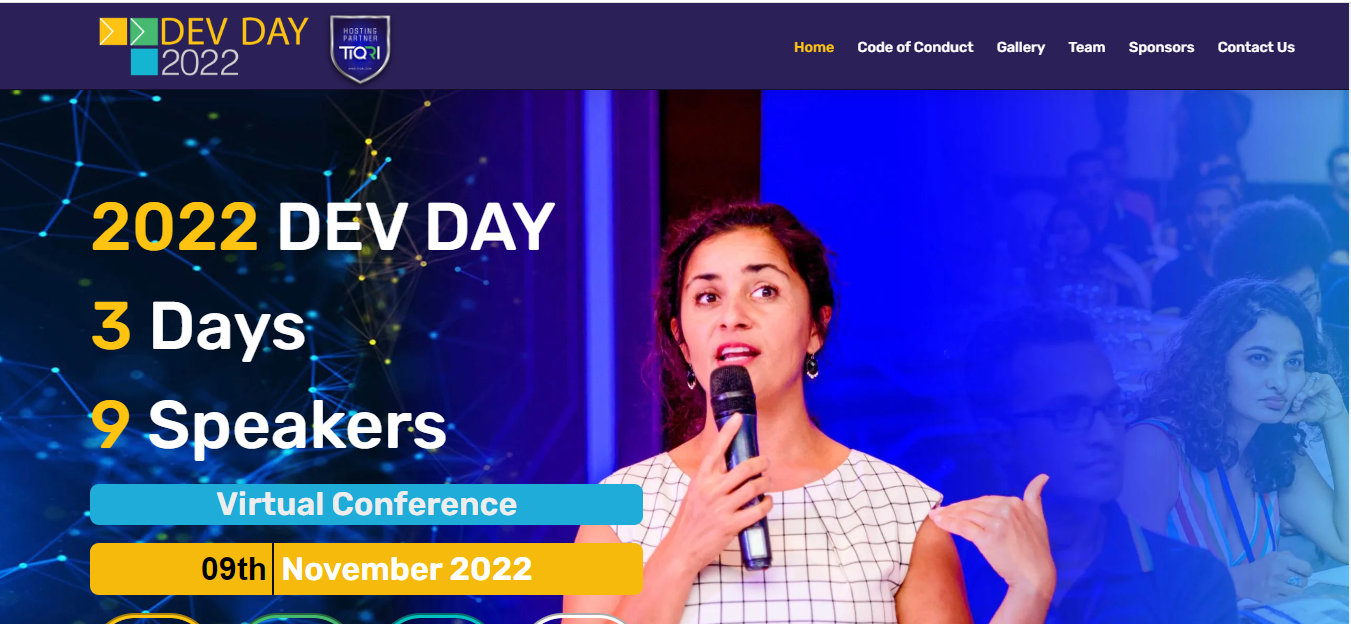 DEV DAY
2022
HOSTING
PARTNER
TIQRI
Home Code of Conduct Gallery Team Sponsors Contact Us
2022 DEV DAY
3 Days
9 Speakers
Virtual Conference
09th November 2022